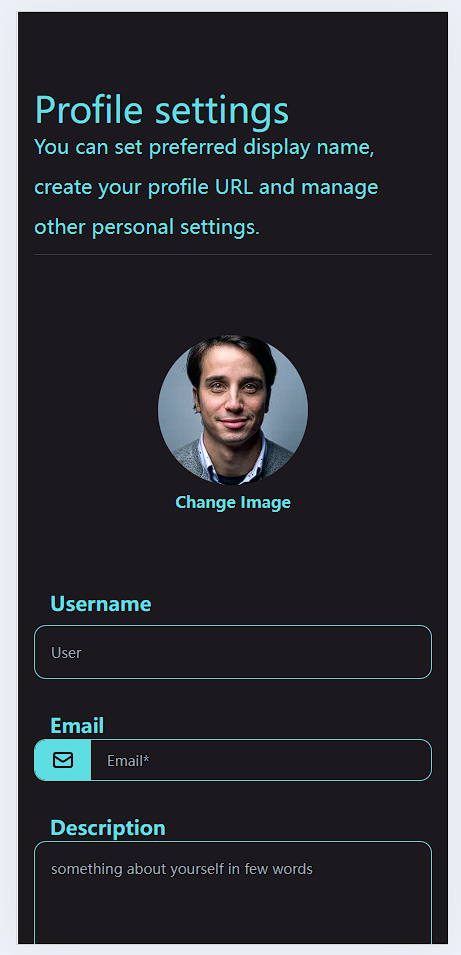 Profile settings
You can set preferred display name,
create your profile URL and manage
other personal settings.
Change Image
Username
User
Email
Email*
Description
something about yourself in few words